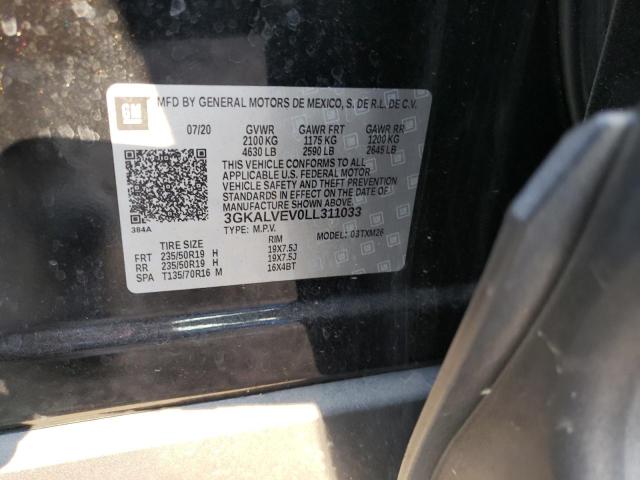 GM
MFD BY GENERAL MOTORS DE MEXICO, S. DE R.L. DE C.V.
07/20 GVWR GAWR FRT GAWR RR
2100 KG 1175 KG 1200 KG
4630 LB 2590 LB 2645 LB
THIS VEHICLE CONFORMS TO ALL
APPLICABLE U.S. FEDERAL MOTOR
VEHICLE SAFETY AND THEFT PREVENTION
STANDARDS IN EFFECT ON THE DATE OF
MANUFACTURE SHOWN ABOVE.
3GKALVEV0LL311033
384A TYPE: M.P.V. MODEL: 03TXM26
TIRE SIZE RIM
FRT 235/50R19 H 19X7.5J
RR 235/50R19 H 19X7.5J
SPA T135/70R16 M 16X4BT